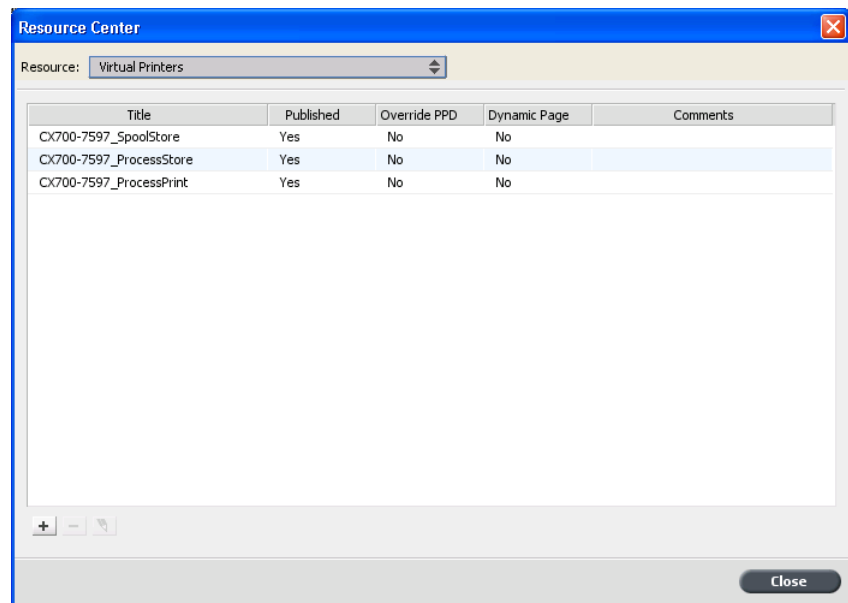 Resource Center
Resource: Virtual Printers
Title Published Override PPD Dynamic Page Comments
CX700-7597_SpoolStore Yes No No
CX700-7597_ProcessStore Yes No No
CX700-7597_ProcessPrint Yes No No
Close